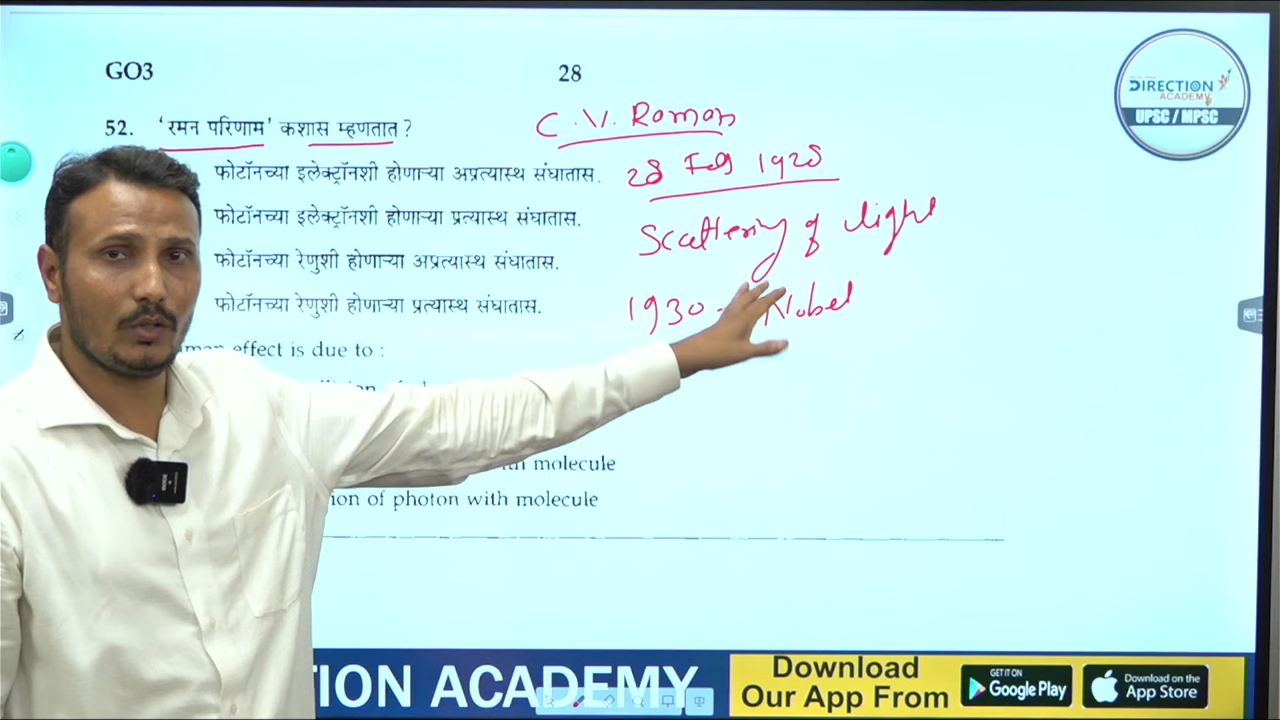 GO3
28
52. ‘रमन परिणाम’ कशास म्हणतात ?
C.V. Raman
फोटॉनच्या इलेक्ट्रॉनशी होणाऱ्या अप्रत्यास्थ संघातास.
28 Feb 1928
फोटॉनच्या इलेक्ट्रॉनशी होणाऱ्या प्रत्यास्थ संघातास.
Scattering of light
फोटॉनच्या रेणुशी होणाऱ्या अप्रत्यास्थ संघातास.
फोटॉनच्या रेणुशी होणाऱ्या प्रत्यास्थ संघातास.
1930 - Nobel
effect is due to :
molecule
of photon with molecule
DIRECTION
ACADEMY
UPSC / MPSC
ACADEMY
Download
Our App From
GET IT ON
Google Play
Download on the
App Store